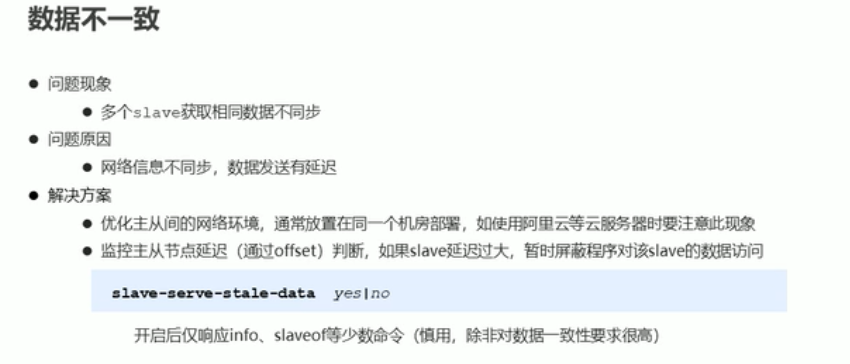 数据不一致
● 问题现象
● 多个slave获取相同数据不同步
● 问题原因
● 网络信息不同步，数据发送有延迟
● 解决方案
● 优化主从间的网络环境，通常放置在同一个机房部署，如使用阿里云等云服务器时要注意此现象
● 监控主从节点延迟（通过offset）判断，如果slave延迟过大，暂时屏蔽程序对该slave的数据访问
slave-serve-stale-data yes|no
开启后仅响应info、slaveof等少数命令（慎用，除非对数据一致性要求很高）